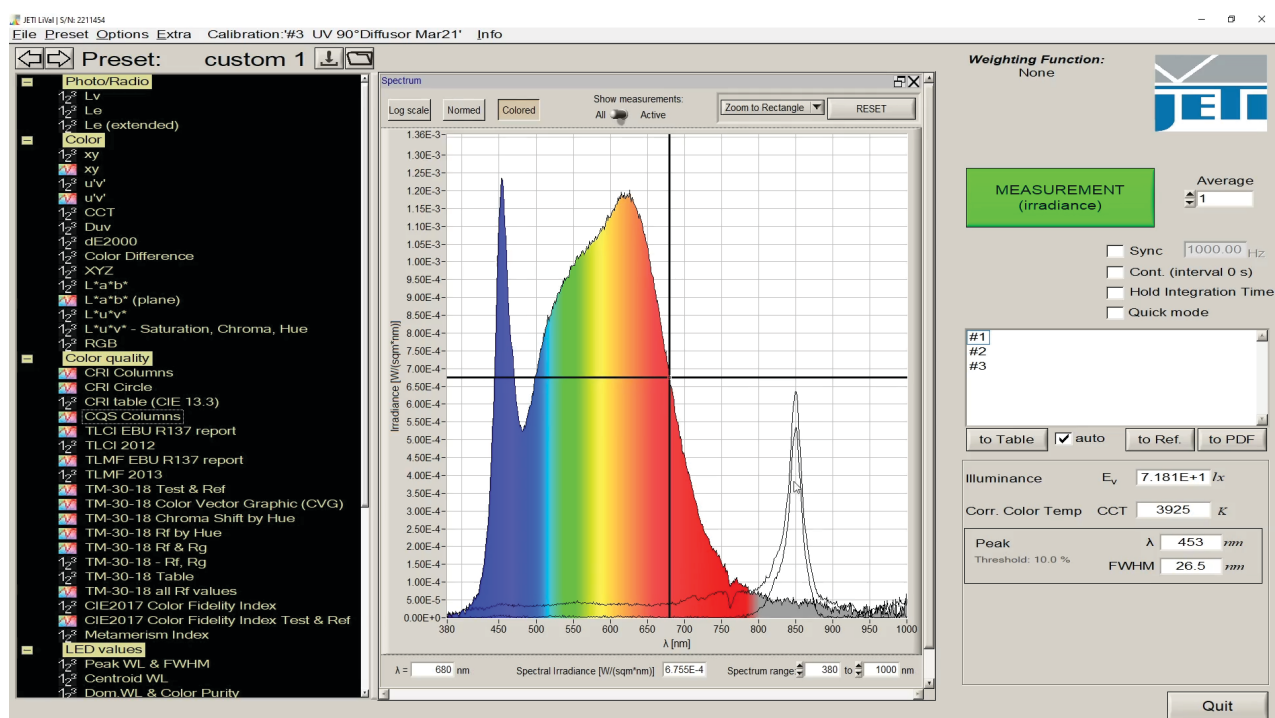 JETI LiVal | S/N: 2211454
File Preset Options Extra Calibration:'#3 UV 90°Diffusor Mar21' Info
Preset: custom 1
Photo/Radio
Lv
Le
Le (extended)
Color
xy
xy
u'v'
u'v'
CCT
Duv
dE2000
Color Difference
XYZ
L*a*b*
L*a*b* (plane)
L*u*v*
L*u*v* - Saturation, Chroma, Hue
RGB
Color quality
CRI Columns
CRI Circle
CRI table (CIE 13.3)
CQS Columns
TLCI EBU R137 report
TLCI 2012
TLMF EBU R137 report
TLMF 2013
TM-30-18 Test & Ref
TM-30-18 Color Vector Graphic (CVG)
TM-30-18 Chroma Shift by Hue
TM-30-18 Rf by Hue
TM-30-18 Rf & Rg
TM-30-18 - Rf, Rg
TM-30-18 Table
TM-30-18 all Rf values
CIE2017 Color Fidelity Index
CIE2017 Color Fidelity Index Test & Ref
Metamerism Index
LED values
Peak WL & FWHM
Centroid WL
Dom WL & Color Purity
Spectrum
Log scale Normed Colored
Show measurements:
All Active
Zoom to Rectangle RESET
1.36E-3
1.30E-3
1.25E-3
1.20E-3
1.15E-3
1.10E-3
1.05E-3
1.00E-3
9.50E-4
9.00E-4
8.50E-4
8.00E-4
7.50E-4
7.00E-4
6.50E-4
6.00E-4
5.50E-4
5.00E-4
4.50E-4
4.00E-4
3.50E-4
3.00E-4
2.50E-4
2.00E-4
1.50E-4
1.00E-4
5.00E-5
0.00E+0
Irradiance [W/(sqm*nm)]
380 450 500 550 600 650 700 750 800 850 900 950 1000
λ [nm]
λ = 680 nm Spectral Irradiance [W/(sqm*nm)] 6.755E-4 Spectrum range: 380 to 1000 nm
Weighting Function:
None
JETI
MEASUREMENT
(irradiance)
Average
1
Sync 1000.00 Hz
Cont. (interval 0 s)
Hold Integration Time
Quick mode
#1
#2
#3
to Table auto to Ref. to PDF
Illuminance Ev 7.181E+1 lx
Corr. Color Temp CCT 3925 K
Peak λ 453 nm
Threshold: 10.0 %
FWHM 26.5 nm
Quit